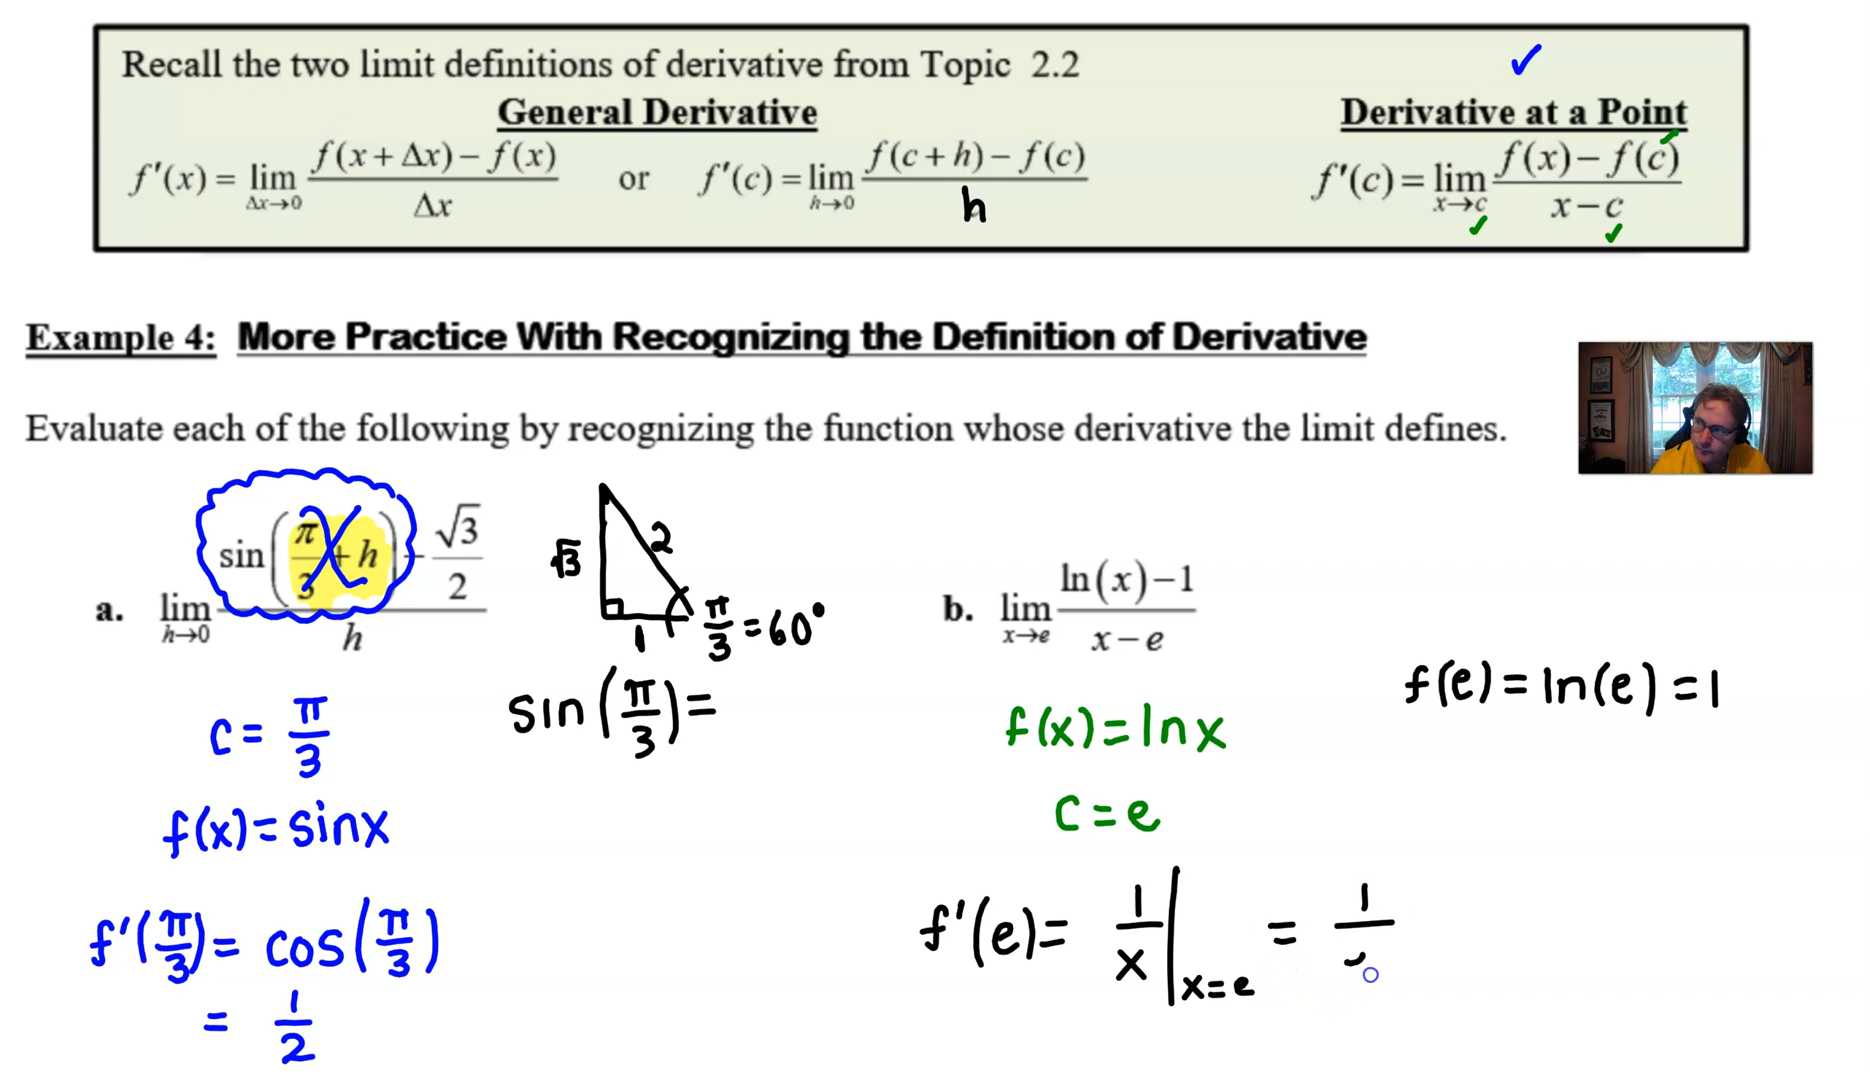 Recall the two limit definitions of derivative from Topic 2.2 ✓
General Derivative Derivative at a Point
f'(x) = lim Δx→0 (f(x + Δx) − f(x)) / Δx or f'(c) = lim h→0 (f(c + h) − f(c)) / h f'(c) = lim x→c (f(x) − f(c)) / (x − c)
Example 4: More Practice With Recognizing the Definition of Derivative
Evaluate each of the following by recognizing the function whose derivative the limit defines.
a. lim h→0 (sin(π/3 + h) − √3/2) / h
x
√3 2 1 π/3 = 60°
sin(π/3) =
c = π/3
f(x) = sinx
f'(π/3) = cos(π/3)
= 1/2
b. lim x→e (ln(x) − 1) / (x − e)
f(e) = ln(e) = 1
f(x) = lnx
c = e
f'(e) = 1/x | x=e = 1/